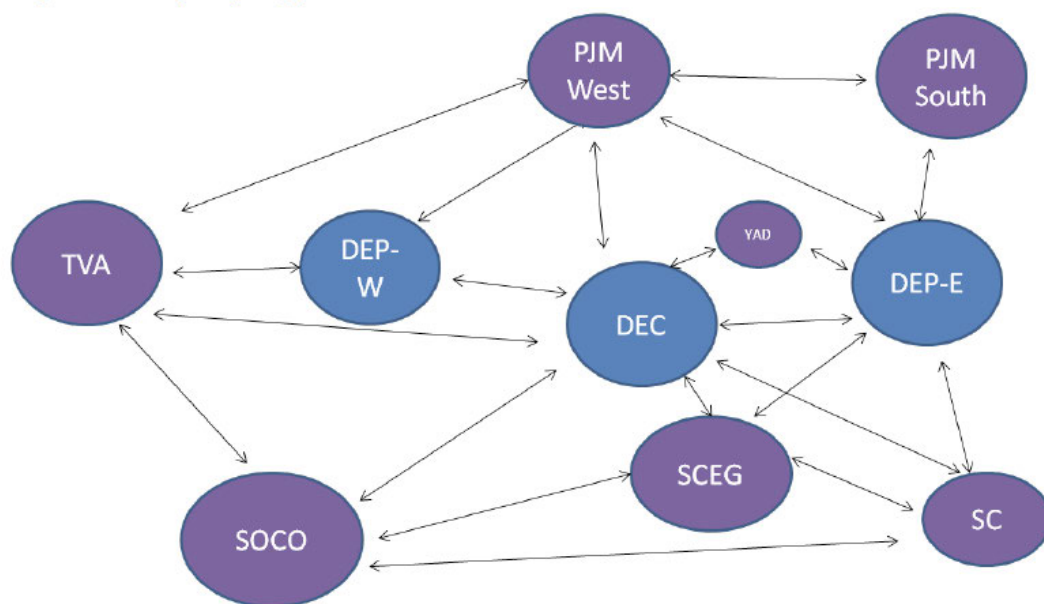 PJM
West
PJM
South
TVA
DEP-
W
YAD
DEP-E
DEC
SCEG
SC
SOCO